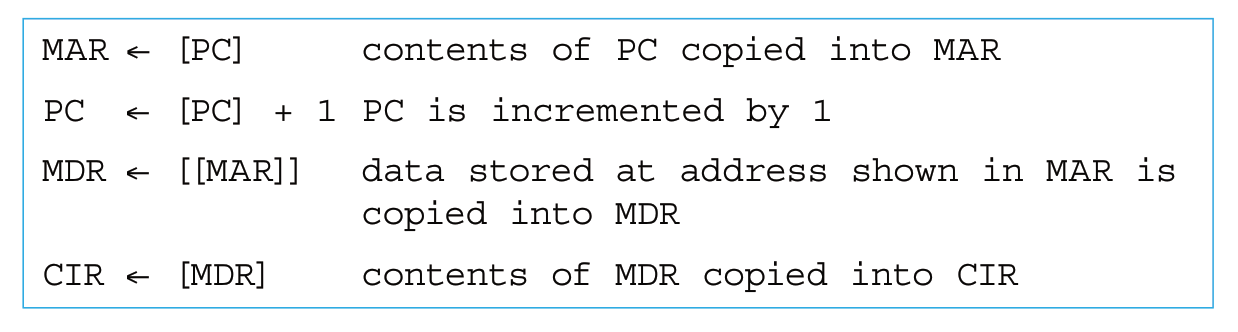 MAR ← [PC] contents of PC copied into MAR
PC ← [PC] + 1 PC is incremented by 1
MDR ← [[MAR]] data stored at address shown in MAR is
copied into MDR
CIR ← [MDR] contents of MDR copied into CIR